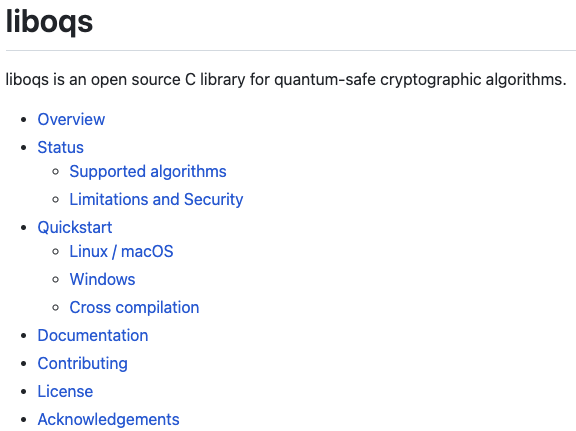 liboqs
liboqs is an open source C library for quantum-safe cryptographic algorithms.
Overview
Status
Supported algorithms
Limitations and Security
Quickstart
Linux / macOS
Windows
Cross compilation
Documentation
Contributing
License
Acknowledgements